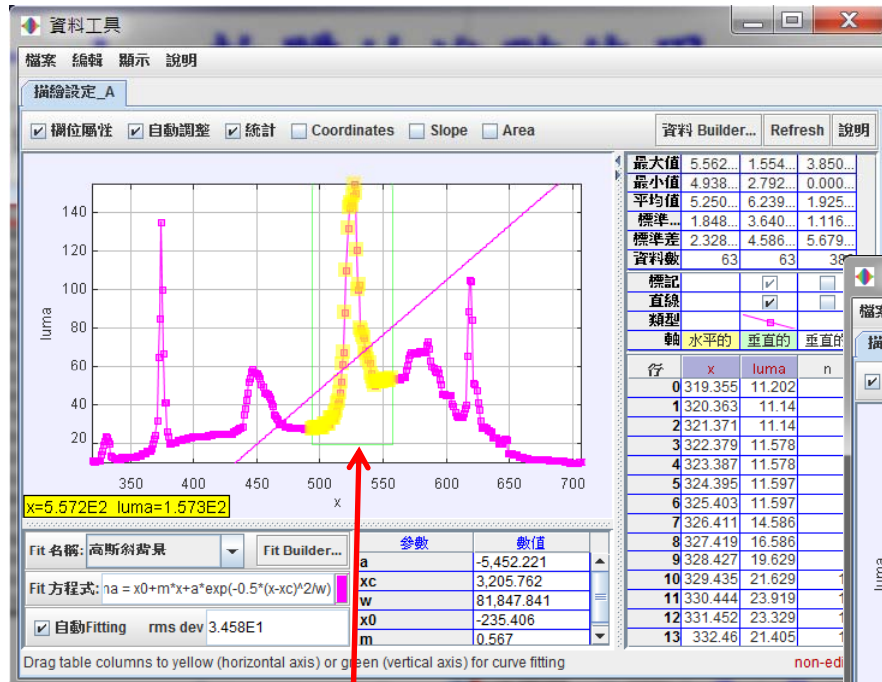 資料工具
檔案 編輯 顯示 說明
描繪設定_A
欄位屬性 自動調整 統計 Coordinates Slope Area 資料 Builder... Refresh 說明
最大值 5.562... 1.554... 3.850...
最小值 4.938... 2.792... 0.000...
平均值 5.250... 6.239... 1.925...
標準... 1.848... 3.640... 1.116...
標準差 2.328... 4.586... 5.679...
資料數 63 63
標記
直線
類型
軸 水平的 垂直的
行 x luma n
0 319.355 11.202
1 320.363 11.14
2 321.371 11.14
3 322.379 11.578
4 323.387 11.578
5 324.395 11.597
6 325.403 11.597
7 326.411 14.586
8 327.419 16.586
9 328.427 19.629
10 329.435 21.629
11 330.444 23.919
12 331.452 23.329
13 332.46 21.405
luma
140
120
100
80
60
40
20
350 400 450 500 550 600 650 700
x
x=5.572E2 luma=1.573E2
Fit 名稱: 高斯斜背景 Fit Builder...
Fit 方程式: na = x0+m*x+a*exp(-0.5*(x-xc)^2/w)
自動Fitting rms dev 3.458E1
參數 數值
a -5,452.221
xc 3,205.762
w 81,847.841
x0 -235.406
m 0.567
Drag table columns to yellow (horizontal axis) or green (vertical axis) for curve fitting
non-edi
luma